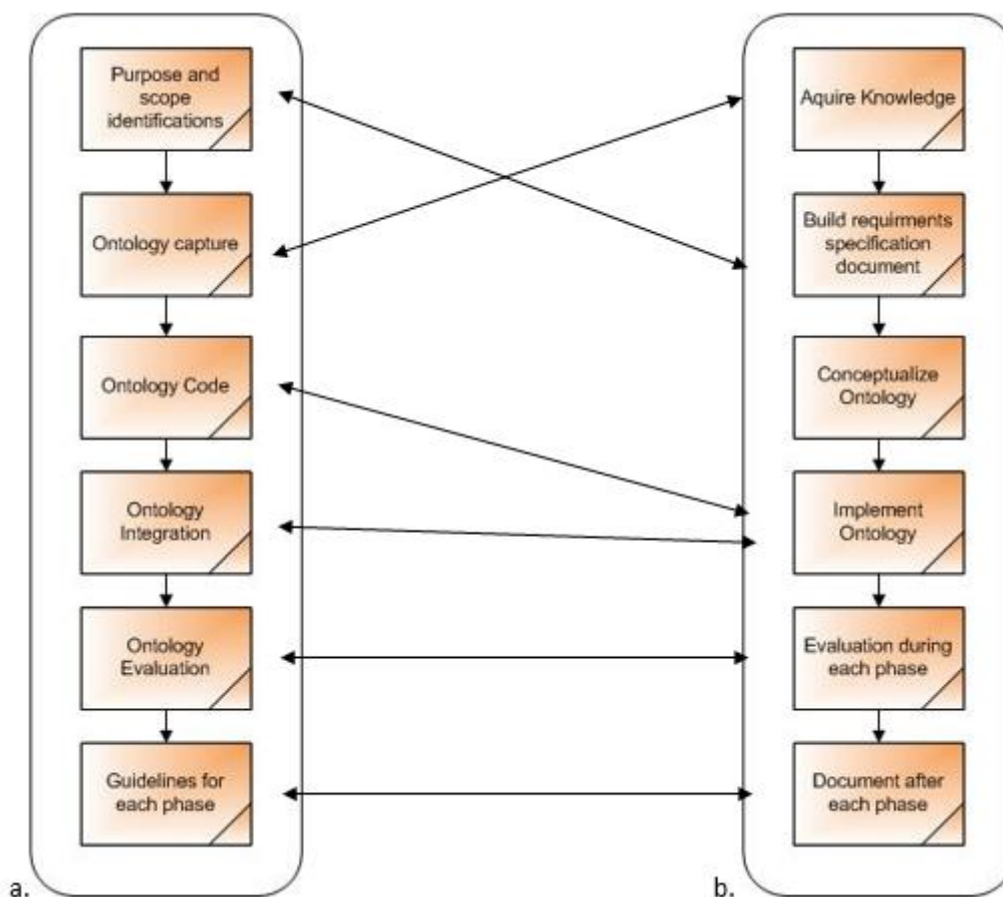 Purpose and
scope
identifications
Ontology capture
Ontology Code
Ontology
Integration
Ontology
Evaluation
Guidelines for
each phase
a.
Aquire Knowledge
Build requirments
specification
document
Conceptualize
Ontology
Implement
Ontology
Evaluation during
each phase
Document after
each phase
b.